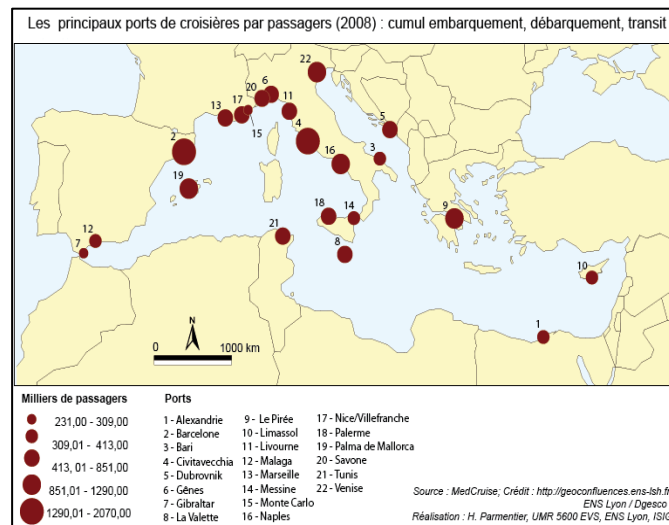 Les principaux ports de croisières par passagers (2008) : cumul embarquement, débarquement, transit
22
20
6
13
17
11
15
5
2
4
3
16
19
18
14
9
12
7
21
8
10
1
N
0 1000 km
Milliers de passagers
231,00 - 309,00
309,01 - 413,00
413, 01 - 851,00
851,01 - 1290,00
1290,01 - 2070,00
Ports
1 - Alexandrie
2 - Barcelone
3 - Bari
4 - Civitavecchia
5 - Dubrovnik
6 - Gênes
7 - Gibraltar
8 - La Valette
9 - Le Pirée
10 - Limassol
11 - Livourne
12 - Malaga
13 - Marseille
14 - Messine
15 - Monte Carlo
16 - Naples
17 - Nice/Villefranche
18 - Palerme
19 - Palma de Mallorca
20 - Savone
21 - Tunis
22 - Venise
Source : MedCruise; Crédit : http://geoconfluences.ens-lsh.fr
ENS Lyon / Dgesco
Réalisation : H. Parmentier, UMR 5600 EVS, ENS Lyon, ISIG